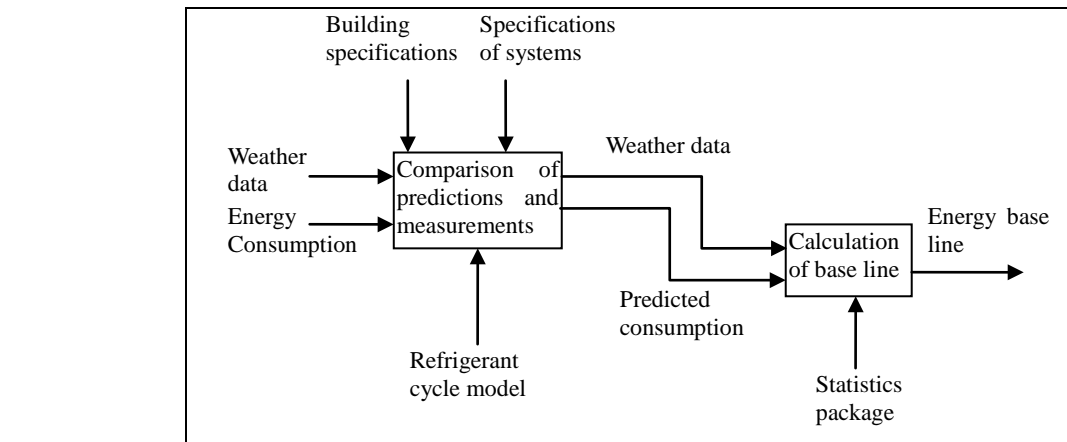 Building
specifications
Specifications
of systems
Weather
data
Energy
Consumption
Comparison of
predictions and
measurements
Weather data
Predicted
consumption
Calculation
of base line
Energy base
line
Refrigerant
cycle model
Statistics
package